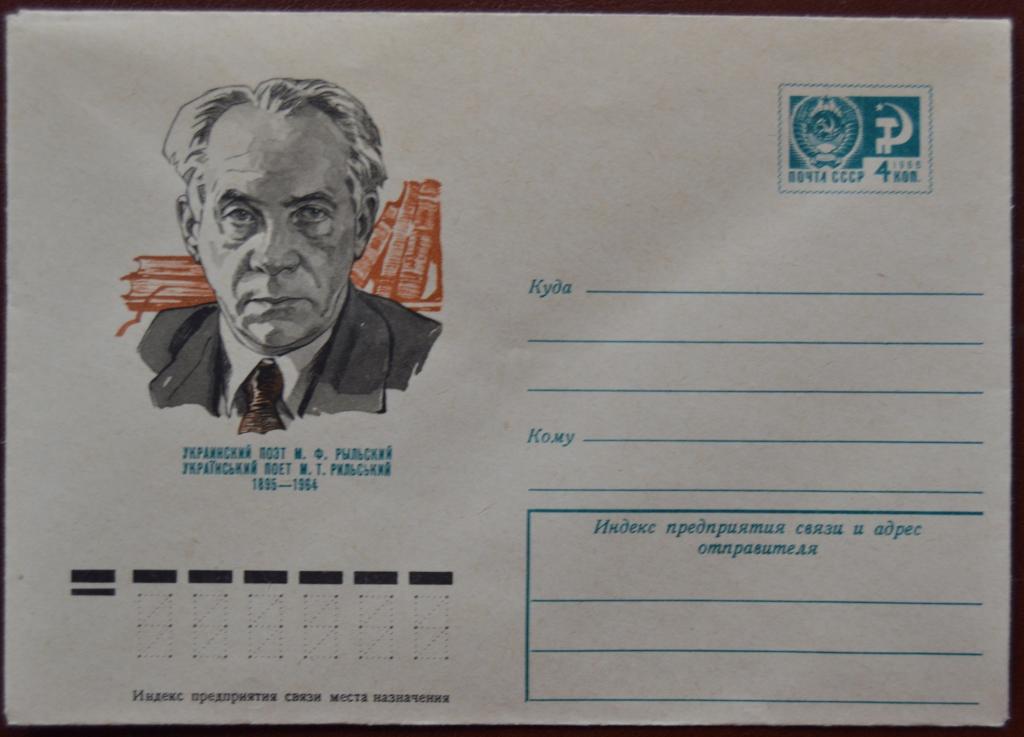 1966
ПОЧТА СССР 4 КОП.
Куда
Кому
УКРАИНСКИЙ ПОЭТ М. Ф. РЫЛЬСКИЙ
УКРАЇНСЬКИЙ ПОЕТ М. Т. РИЛЬСЬКИЙ
1895—1964
Индекс предприятия связи и адрес
отправителя
Индекс предприятия связи места назначения